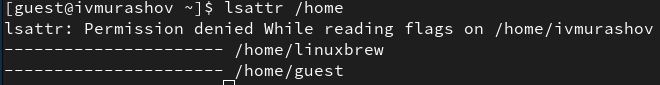 [guest@ivmurashov ~]$ lsattr /home
lsattr: Permission denied While reading flags on /home/ivmurashov
---------------------- /home/linuxbrew
---------------------- /home/guest